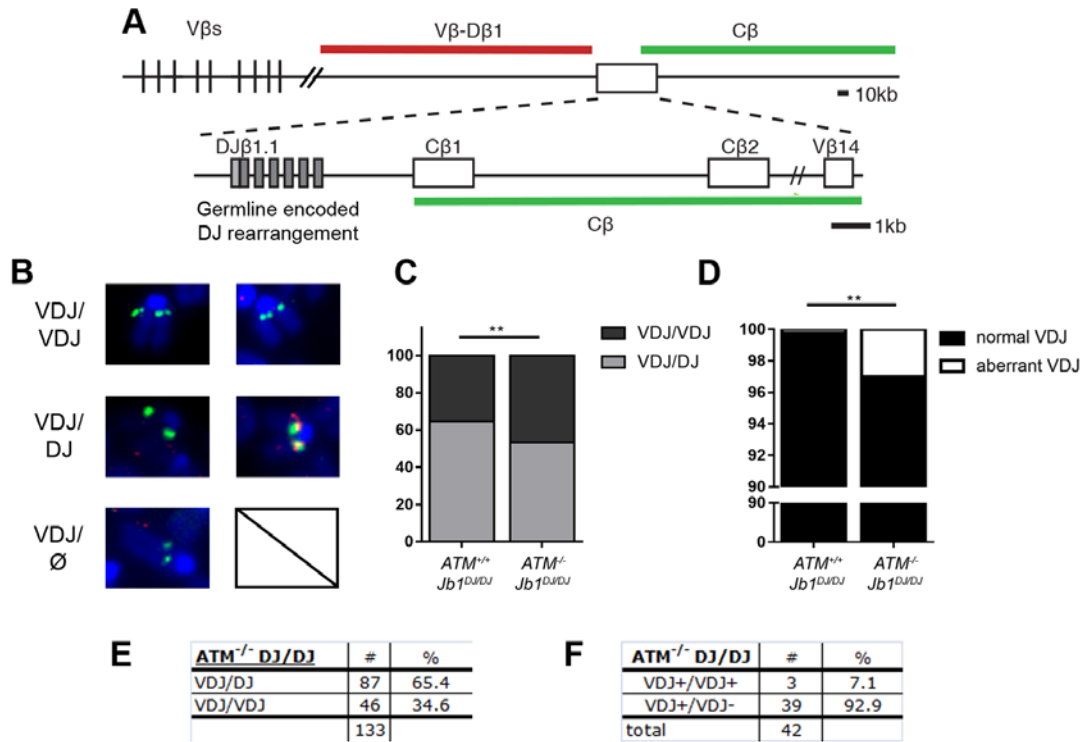 A
Vβs
Vβ-Dβ1
Cβ
10kb
DJβ1.1
Cβ1
Cβ2
Vβ14
Germline encoded
DJ rearrangement
Cβ
1kb
B
VDJ/
VDJ
VDJ/
DJ
VDJ/
Ø
C
**
VDJ/VDJ
VDJ/DJ
100
80
60
40
20
0
ATM+/+
Jb1DJ/DJ
ATM-/-
Jb1DJ/DJ
D
**
normal VDJ
aberrant VDJ
100
98
96
94
92
90
90
0
ATM+/+
Jb1DJ/DJ
ATM-/-
Jb1DJ/DJ
E
ATM-/- DJ/DJ # %
VDJ/DJ 87 65.4
VDJ/VDJ 46 34.6
133
F
ATM-/- DJ/DJ # %
VDJ+/VDJ+ 3 7.1
VDJ+/VDJ- 39 92.9
total 42